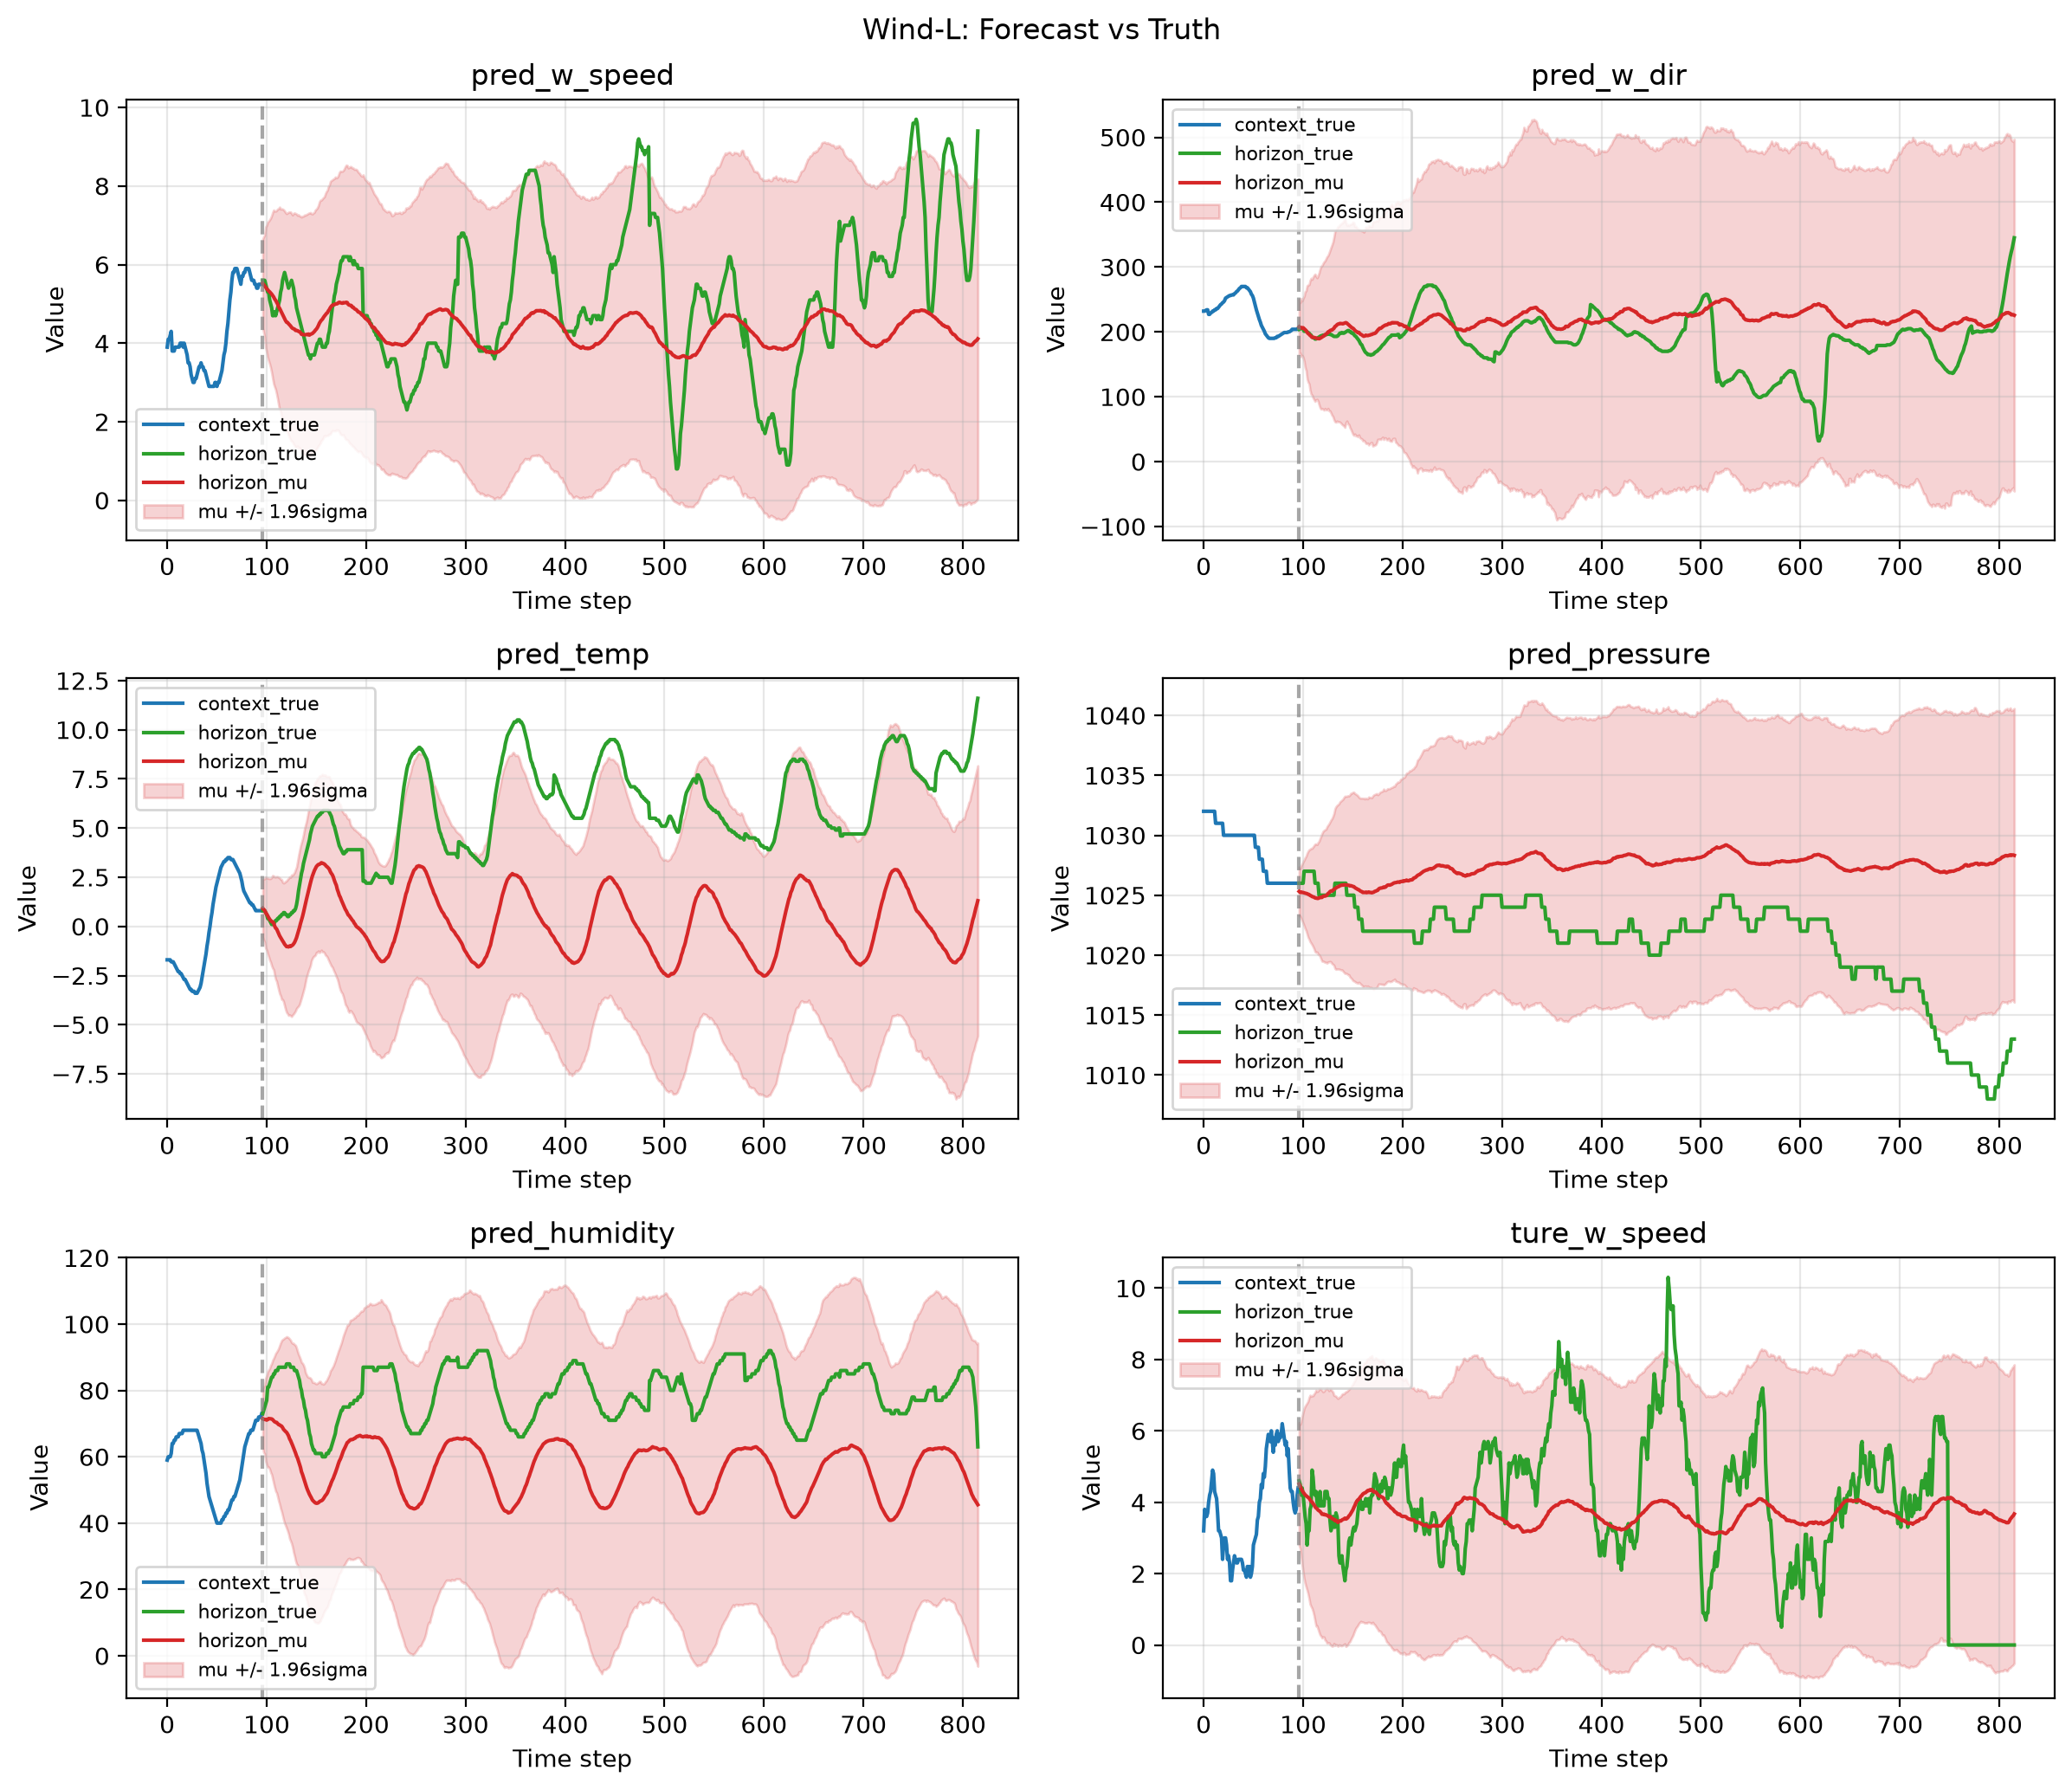 Wind-L: Forecast vs Truth
pred_w_speed
10
8
6
4
2
0
Value
context_true
horizon_true
horizon_mu
mu +/- 1.96sigma
0 100 200 300 400 500 600 700 800
Time step
pred_w_dir
500
400
300
200
100
0
−100
Value
context_true
horizon_true
horizon_mu
mu +/- 1.96sigma
0 100 200 300 400 500 600 700 800
Time step
pred_temp
12.5
10.0
7.5
5.0
2.5
0.0
−2.5
−5.0
−7.5
Value
context_true
horizon_true
horizon_mu
mu +/- 1.96sigma
0 100 200 300 400 500 600 700 800
Time step
pred_pressure
1040
1035
1030
1025
1020
1015
1010
Value
context_true
horizon_true
horizon_mu
mu +/- 1.96sigma
0 100 200 300 400 500 600 700 800
Time step
pred_humidity
120
100
80
60
40
20
0
Value
context_true
horizon_true
horizon_mu
mu +/- 1.96sigma
0 100 200 300 400 500 600 700 800
Time step
ture_w_speed
10
8
6
4
2
0
Value
context_true
horizon_true
horizon_mu
mu +/- 1.96sigma
0 100 200 300 400 500 600 700 800
Time step